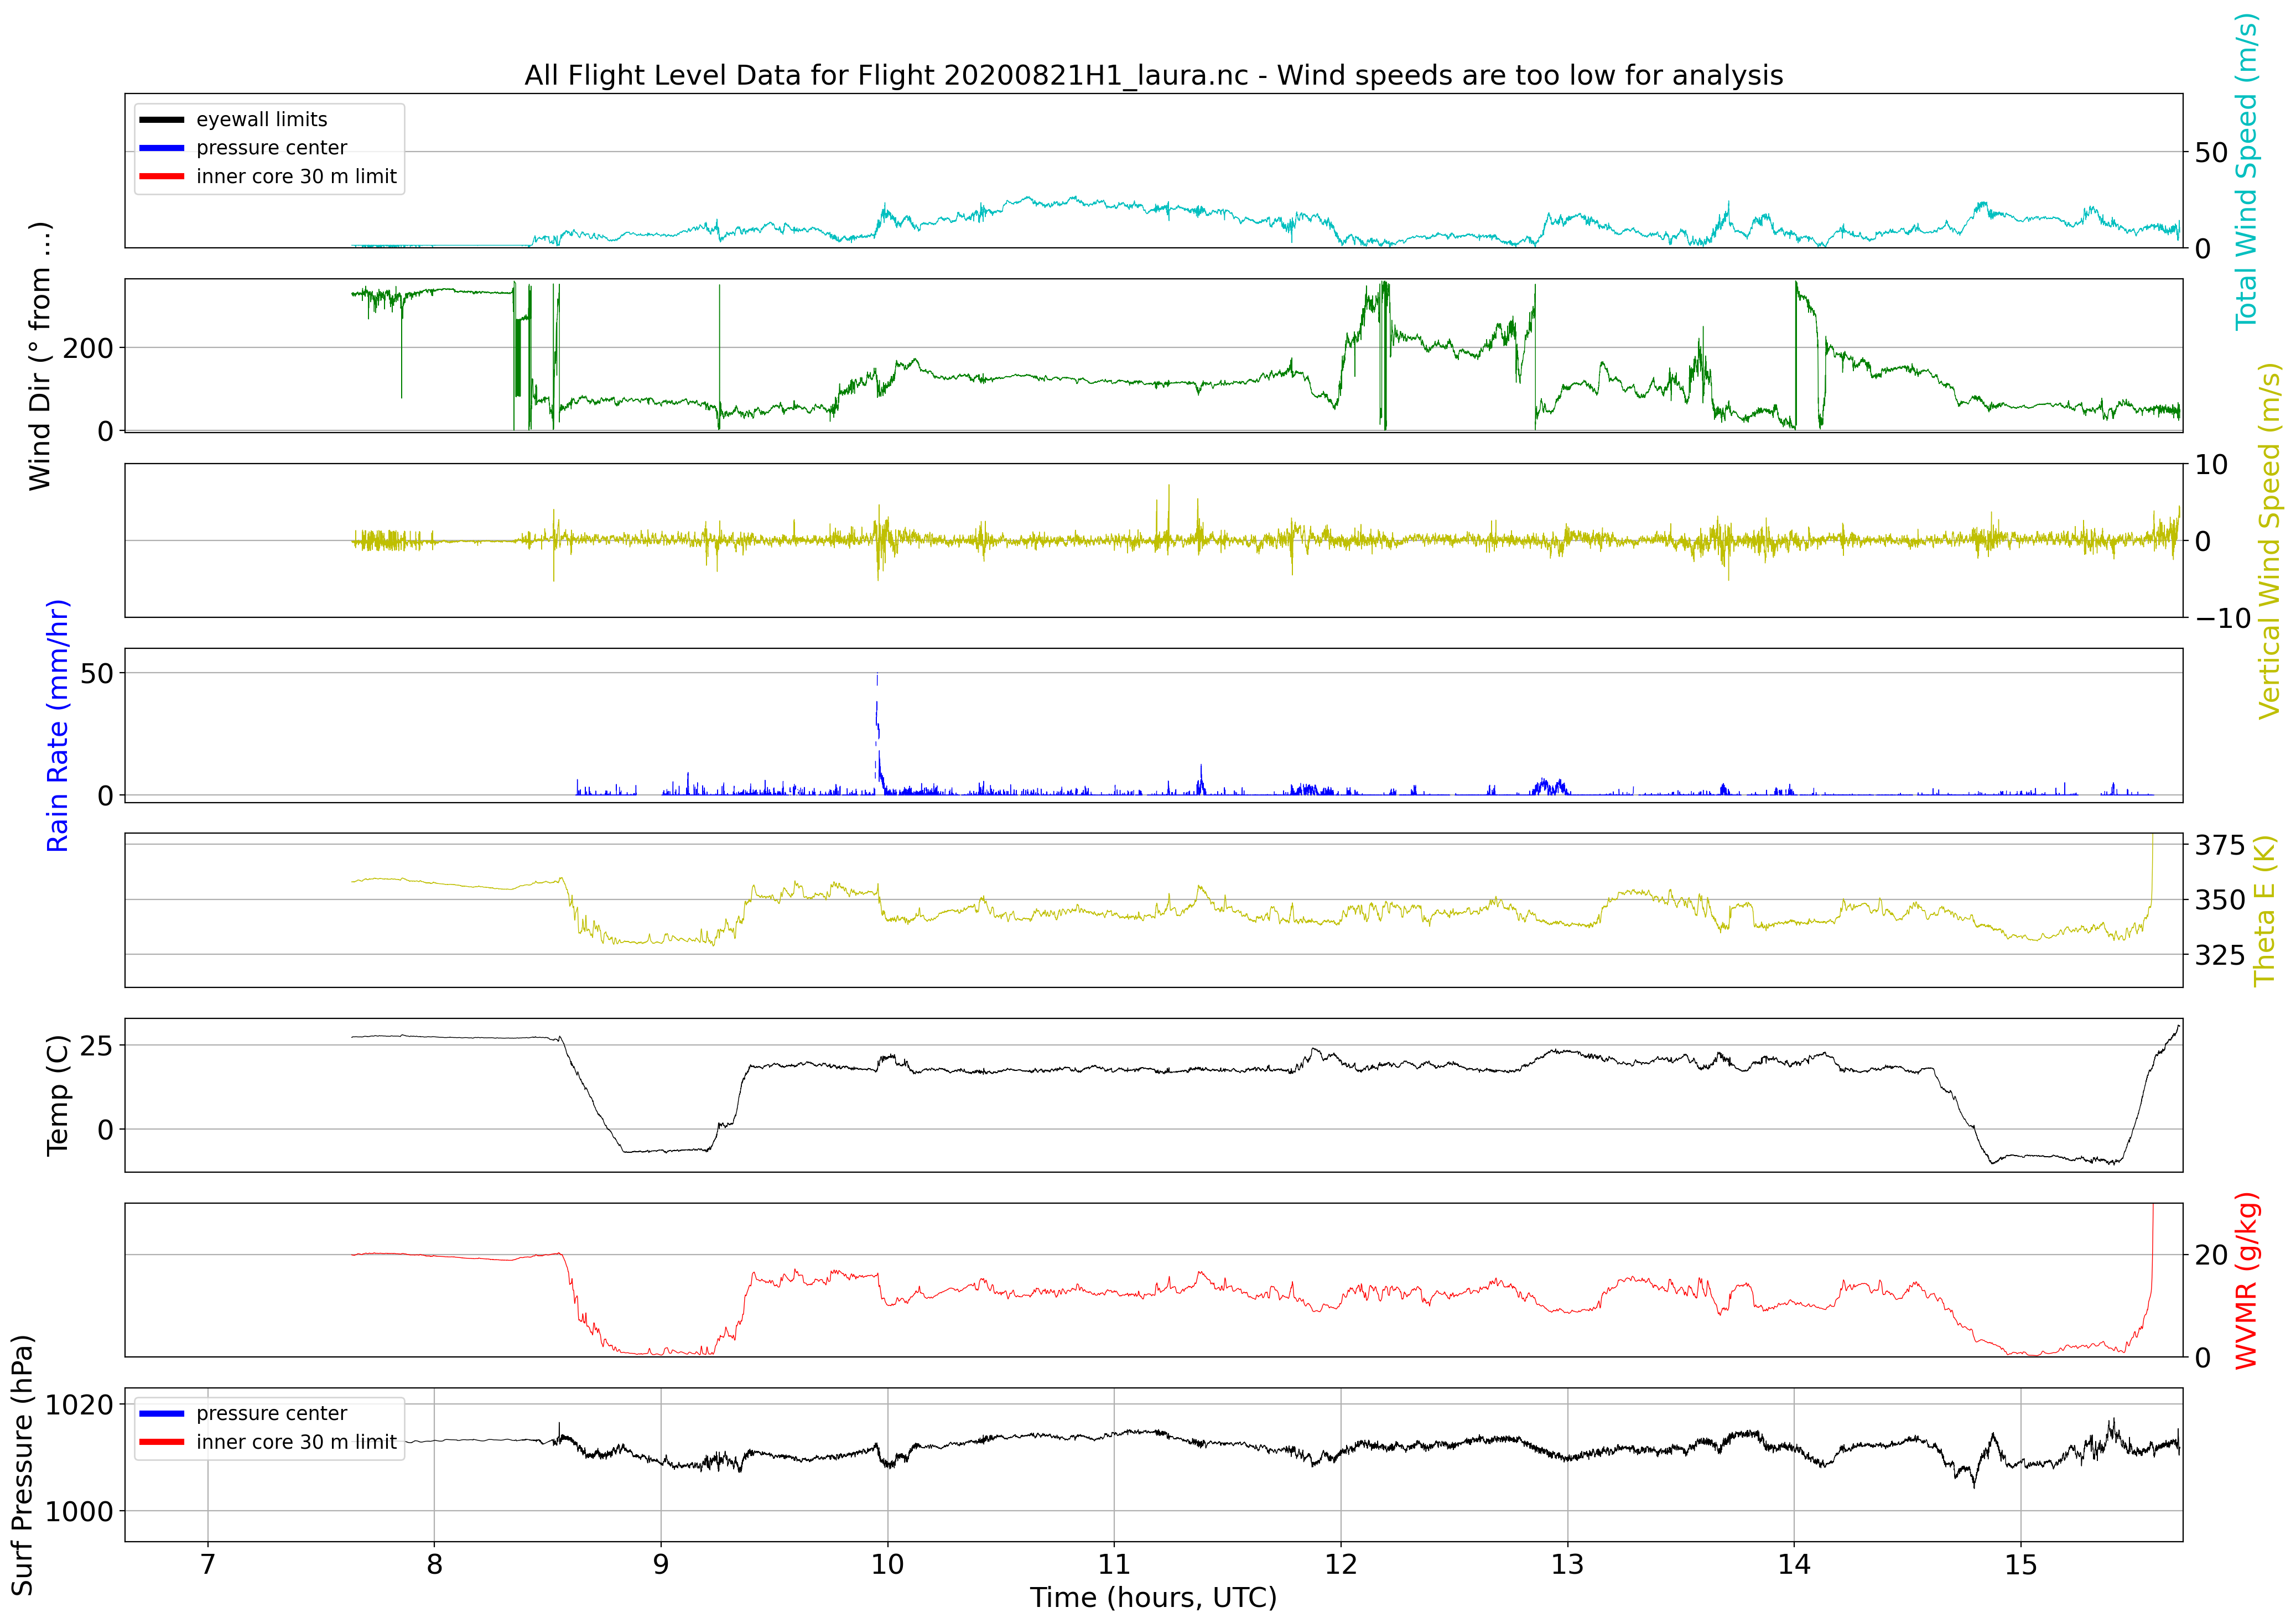 All Flight Level Data for Flight 20200821H1_laura.nc - Wind speeds are too low for analysis
eyewall limits
pressure center
inner core 30 m limit
50
0
Total Wind Speed (m/s)
Wind Dir (° from ...)
200
0
10
0
−10
Vertical Wind Speed (m/s)
Rain Rate (mm/hr)
50
0
375
350
325
Theta E (K)
Temp (C)
25
0
20
0
WVMR (g/kg)
Surf Pressure (hPa)
1020
1000
pressure center
inner core 30 m limit
7 8 9 10 11 12 13 14 15
Time (hours, UTC)